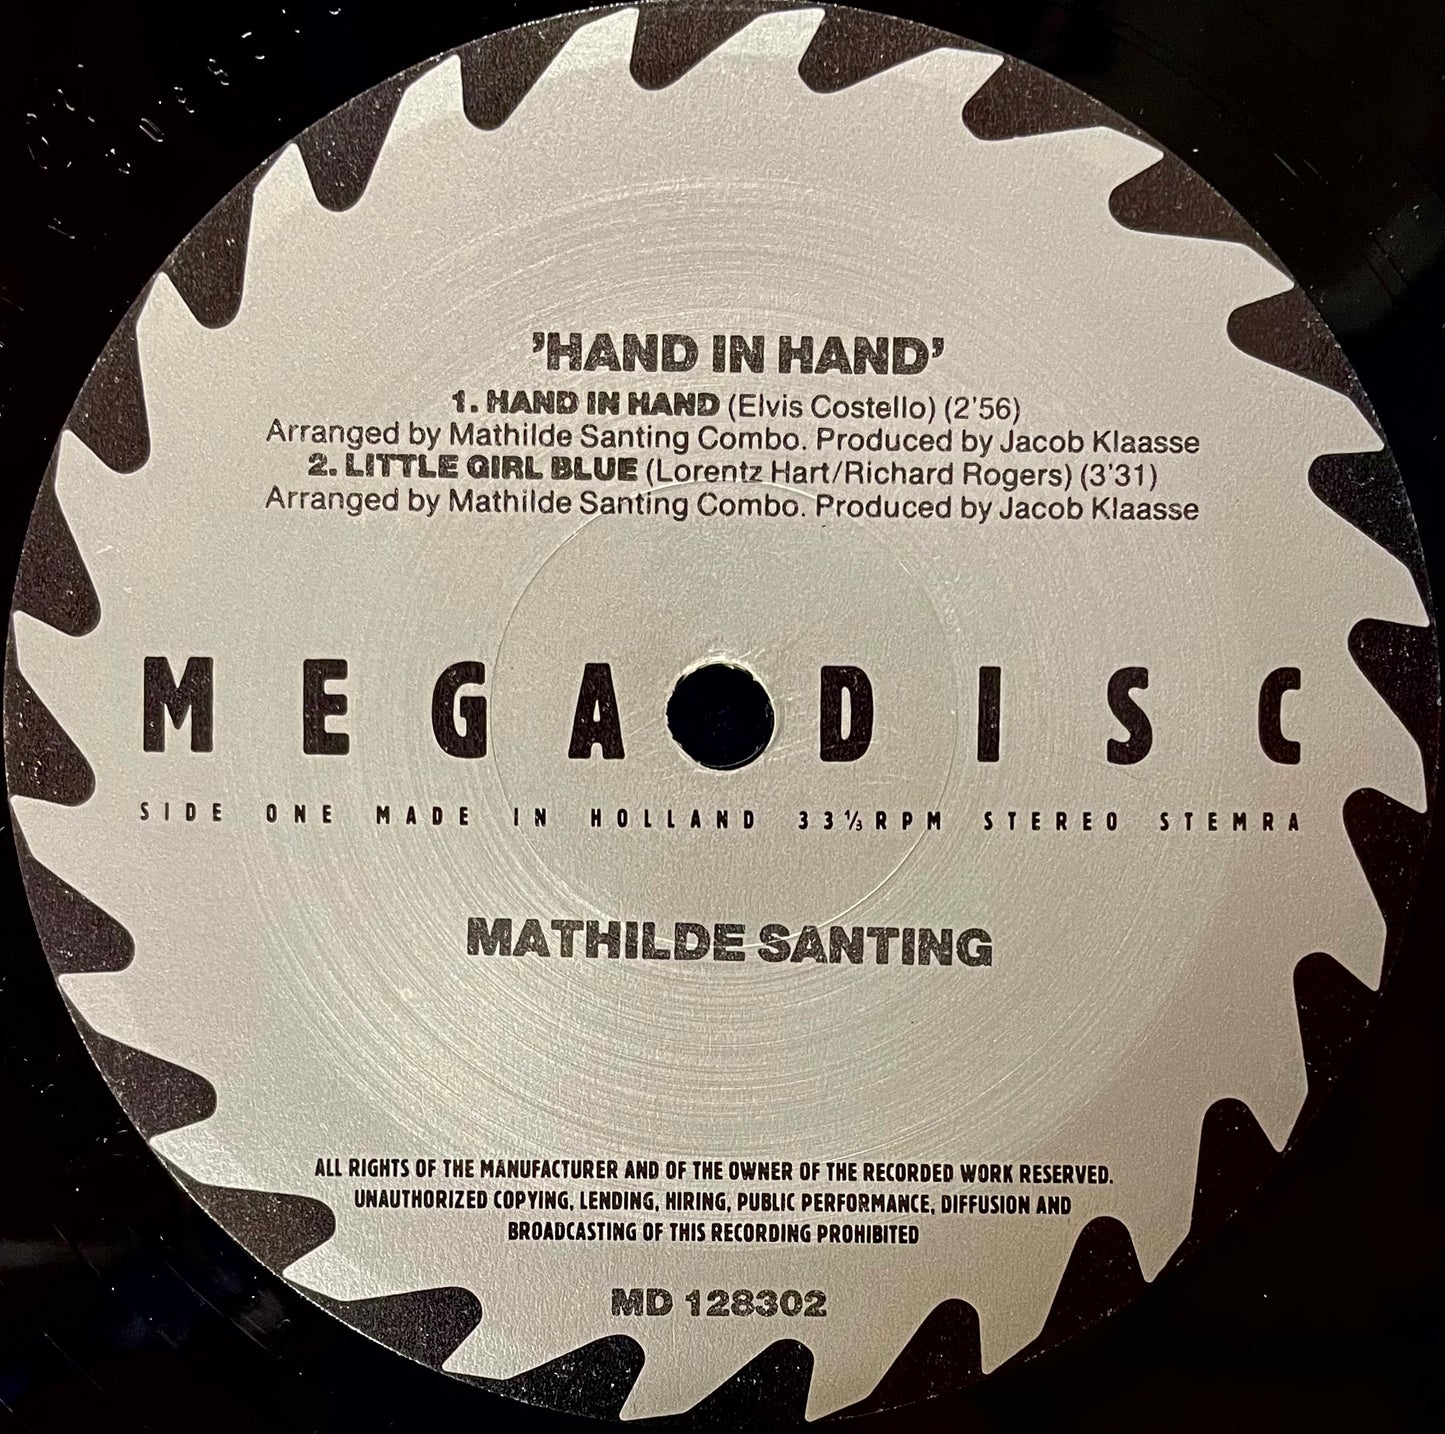 ’HAND IN HAND’
1. HAND IN HAND (Elvis Costello) (2'56)
Arranged by Mathilde Santing Combo. Produced by Jacob Klaasse
2. LITTLE GIRL BLUE (Lorentz Hart/Richard Rogers) (3'31)
Arranged by Mathilde Santing Combo. Produced by Jacob Klaasse
MEGADISC
SIDE ONE MADE IN HOLLAND 33⅓RPM STEREO STEMRA
MATHILDE SANTING
ALL RIGHTS OF THE MANUFACTURER AND OF THE OWNER OF THE RECORDED WORK RESERVED.
UNAUTHORIZED COPYING, LENDING, HIRING, PUBLIC PERFORMANCE, DIFFUSION AND
BROADCASTING OF THIS RECORDING PROHIBITED
MD 128302